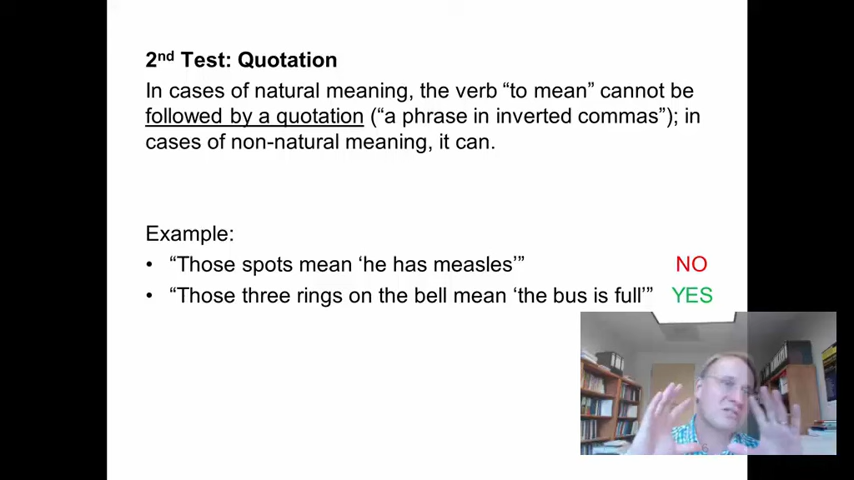 2nd Test: Quotation
In cases of natural meaning, the verb “to mean” cannot be
followed by a quotation (“a phrase in inverted commas”); in
cases of non-natural meaning, it can.
Example:
• “Those spots mean ‘he has measles’” NO
• “Those three rings on the bell mean ‘the bus is full’” YES